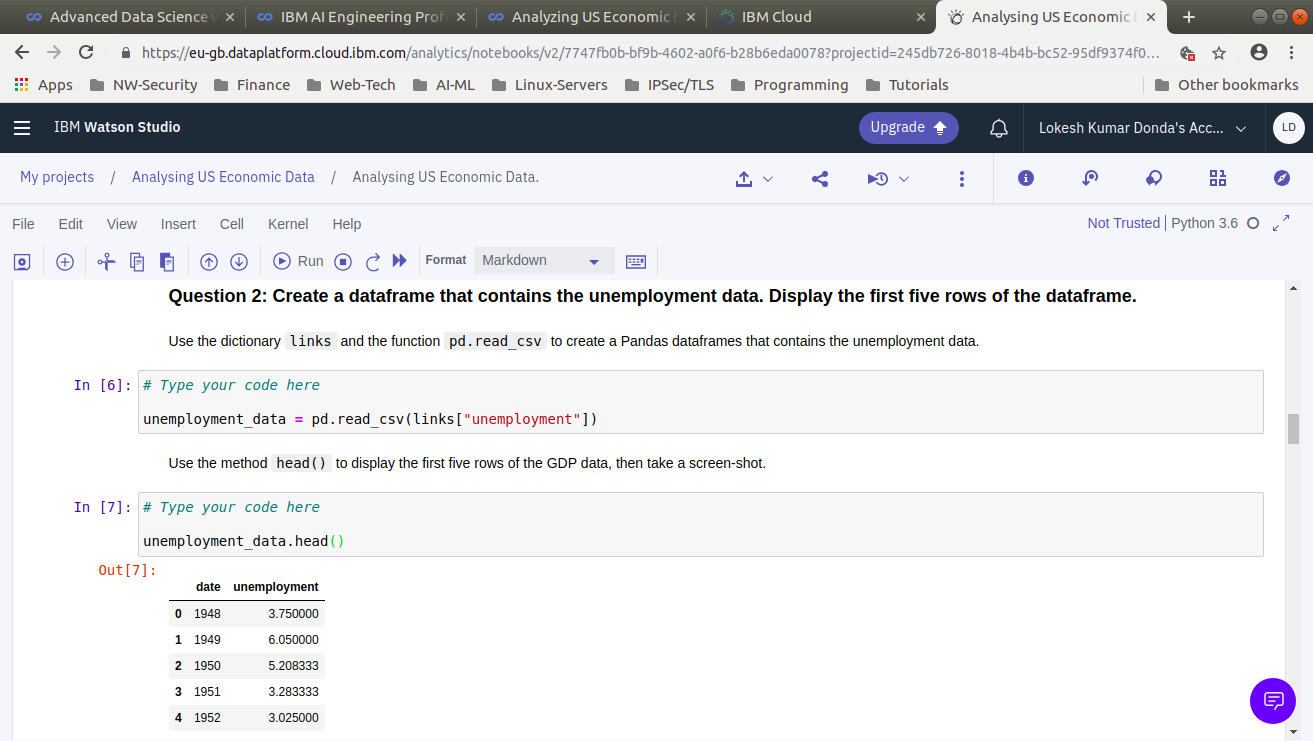 Advanced Data Science
IBM AI Engineering Prof
Analyzing US Economic
IBM Cloud
Analysing US Economic
https://eu-gb.dataplatform.cloud.ibm.com/analytics/notebooks/v2/7747fb0b-bf9b-4602-a0f6-b28b6eda0078?projectid=245db726-8018-4b4b-bc52-95df9374f0...
Apps NW-Security Finance Web-Tech AI-ML Linux-Servers IPSec/TLS Programming Tutorials Other bookmarks
IBM Watson Studio Upgrade Lokesh Kumar Donda's Acc... LD
My projects / Analysing US Economic Data / Analysing US Economic Data.
File Edit View Insert Cell Kernel Help Not Trusted | Python 3.6
Run Format Markdown
Question 2: Create a dataframe that contains the unemployment data. Display the first five rows of the dataframe.
Use the dictionary links and the function pd.read_csv to create a Pandas dataframes that contains the unemployment data.
In [6]: # Type your code here
unemployment_data = pd.read_csv(links["unemployment"])
Use the method head() to display the first five rows of the GDP data, then take a screen-shot.
In [7]: # Type your code here
unemployment_data.head()
Out[7]:
date unemployment
0 1948 3.750000
1 1949 6.050000
2 1950 5.208333
3 1951 3.283333
4 1952 3.025000